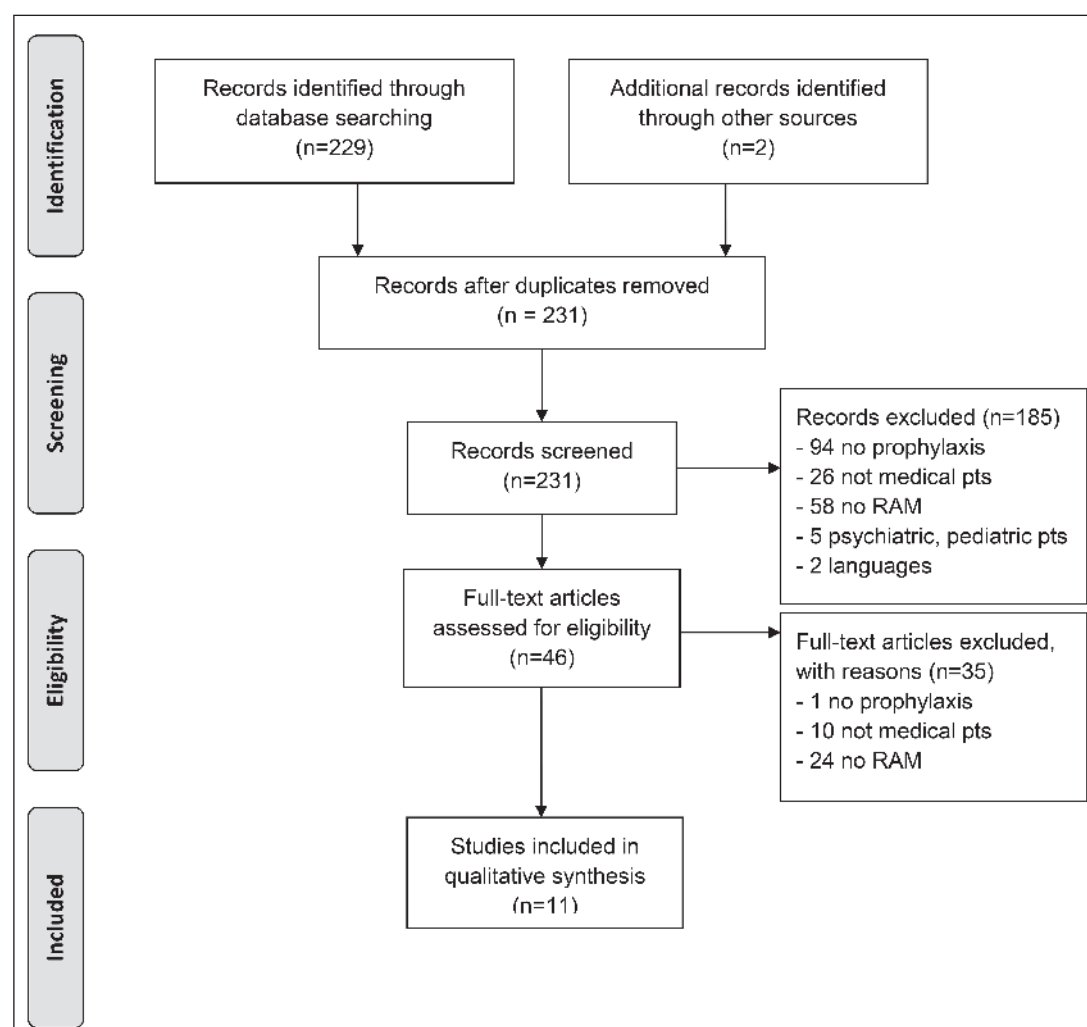 Identification
Records identified through
database searching
(n=229)
Additional records identified
through other sources
(n=2)
Records after duplicates removed
(n = 231)
Screening
Records screened
(n=231)
Records excluded (n=185)
- 94 no prophylaxis
- 26 not medical pts
- 58 no RAM
- 5 psychiatric, pediatric pts
- 2 languages
Eligibility
Full-text articles
assessed for eligibility
(n=46)
Full-text articles excluded,
with reasons (n=35)
- 1 no prophylaxis
- 10 not medical pts
- 24 no RAM
Included
Studies included in
qualitative synthesis
(n=11)